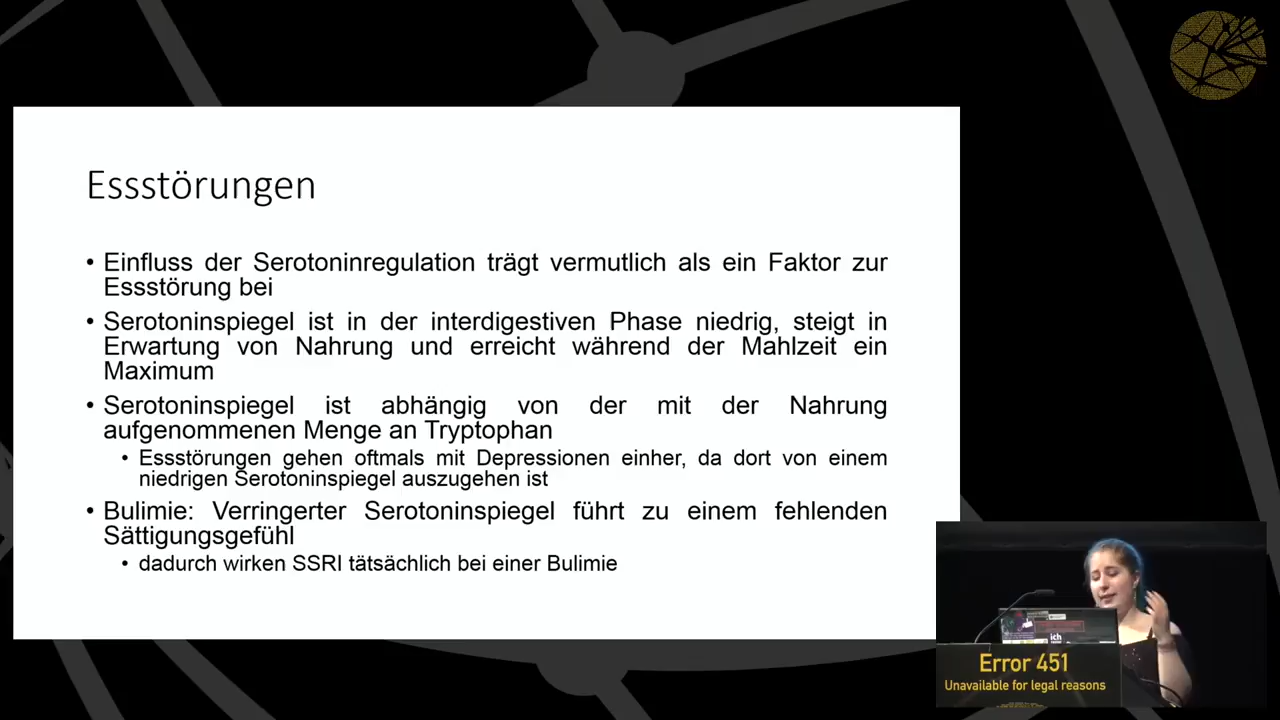 Essstörungen
• Einfluss der Serotoninregulation trägt vermutlich als ein Faktor zur
Essstörung bei
• Serotoninspiegel ist in der interdigestiven Phase niedrig, steigt in
Erwartung von Nahrung und erreicht während der Mahlzeit ein
Maximum
• Serotoninspiegel ist abhängig von der mit der Nahrung
aufgenommenen Menge an Tryptophan
• Essstörungen gehen oftmals mit Depressionen einher, da dort von einem
niedrigen Serotoninspiegel auszugehen ist
• Bulimie: Verringerter Serotoninspiegel führt zu einem fehlenden
Sättigungsgefühl
• dadurch wirken SSRI tätsächlich bei einer Bulimie
ich
Error 451
Unavailable for legal reasons